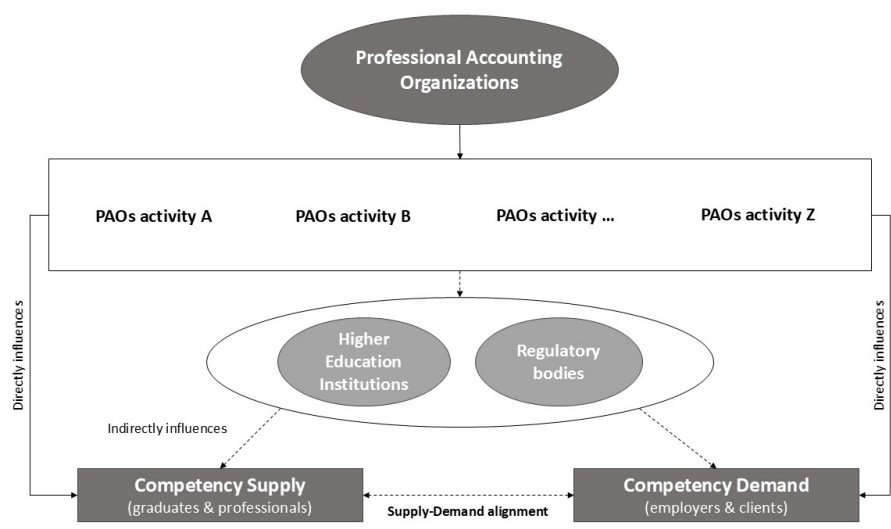 Professional Accounting
Organizations
PAOs activity A
PAOs activity B
PAOs activity ...
PAOs activity Z
Directly influences
Directly influences
Higher
Education
Institutions
Regulatory
bodies
Indirectly influences
Competency Supply
(graduates & professionals)
Supply-Demand alignment
Competency Demand
(employers & clients)